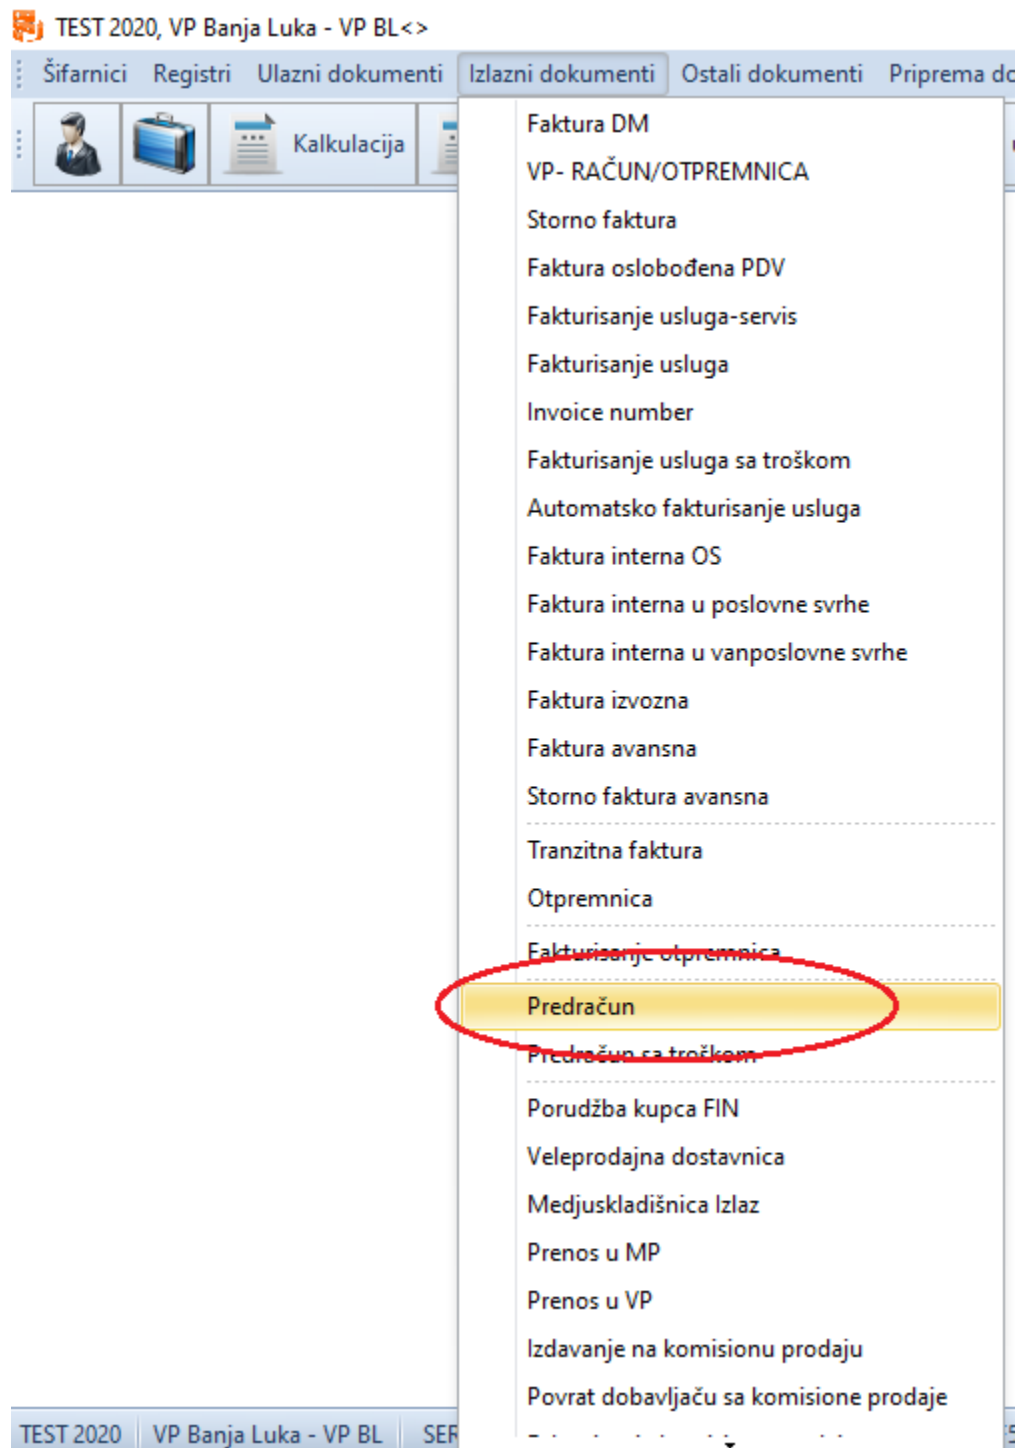 TEST 2020, VP Banja Luka - VP BL<>
Šifarnici Registri Ulazni dokumenti Izlazni dokumenti Ostali dokumenti Priprema
Kalkulacija
Faktura DM
VP- RAČUN/OTPREMNICA
Storno faktura
Faktura oslobođena PDV
Fakturisanje usluga-servis
Fakturisanje usluga
Invoice number
Fakturisanje usluga sa troškom
Automatsko fakturisanje usluga
Faktura interna OS
Faktura interna u poslovne svrhe
Faktura interna u vanposlovne svrhe
Faktura izvozna
Faktura avansna
Storno faktura avansna
Tranzitna faktura
Otpremnica
Fakturisanje otpremnica
Predračun
Predračun sa troškom
Porudžba kupca FIN
Veleprodajna dostavnica
Medjuskladišnica Izlaz
Prenos u MP
Prenos u VP
Izdavanje na komisionu prodaju
Povrat dobavljaču sa komisione prodaje
TEST 2020 VP Banja Luka - VP BL SER